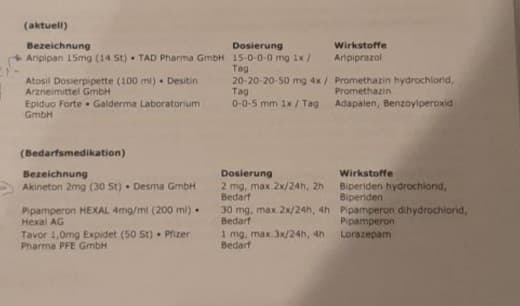 (aktuell)
Bezeichnung Dosierung Wirkstoffe
Aripipan 15mg (14 St) • TAD Pharma GmbH 15-0-0-0 mg 1x / Aripiprazol
Tag
Atosil Dosierpipette (100 ml) • Desitin 20-20-20-50 mg 4x / Promethazin hydrochlorid,
Arzneimittel GmbH Tag Promethazin
Epiduo Forte • Galderma Laboratorium 0-0-5 mm 1x / Tag Adapalen, Benzoylperoxid
GmbH
(Bedarfsmedikation)
Bezeichnung Dosierung Wirkstoffe
Akineton 2mg (30 St) • Desma GmbH 2 mg, max.2x/24h, 2h Biperiden hydrochlorid,
Bedarf Biperiden
Pipamperon HEXAL 4mg/ml (200 ml) • 30 mg, max.2x/24h, 4h Pipamperon dihydrochlorid,
Hexal AG Bedarf Pipamperon
Tavor 1,0mg Expidet (50 St) • Pfizer 1 mg, max.3x/24h, 4h Lorazepam
Pharma PFE GmbH Bedarf